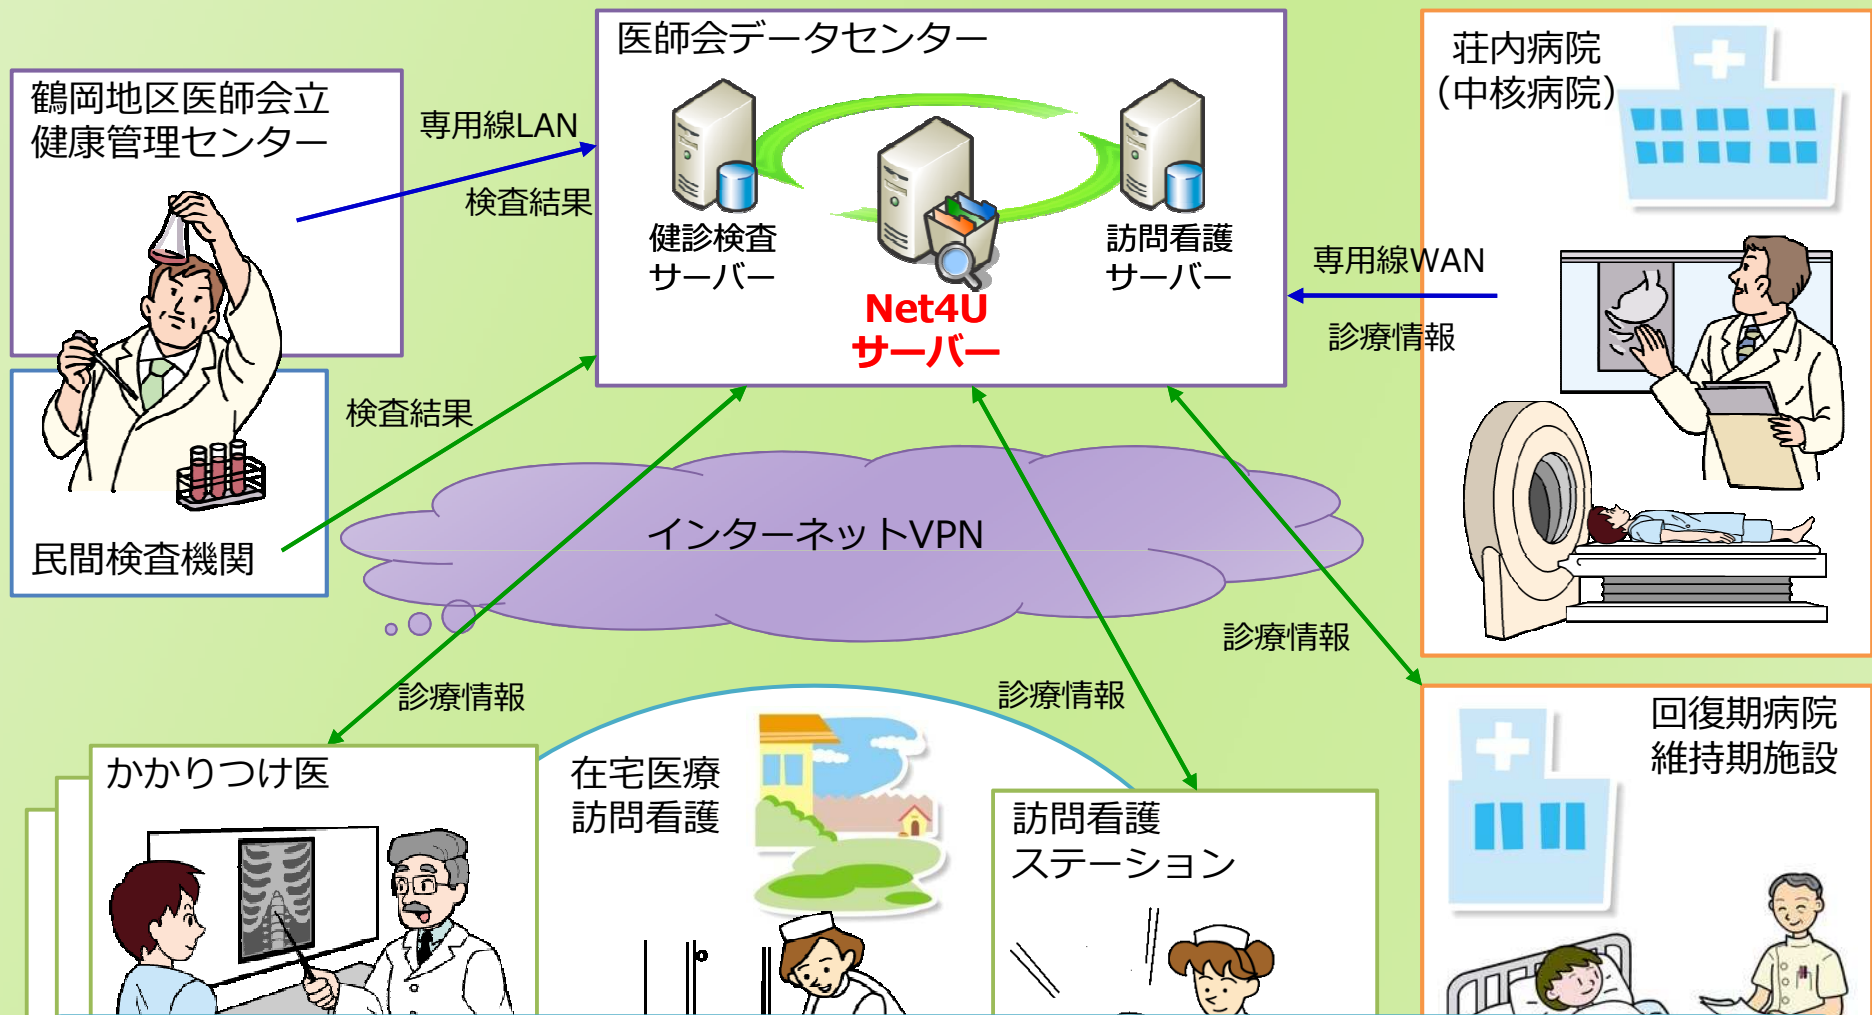 医師会データセンター
鶴岡地区医師会立
健康管理センター
専用線LAN
検査結果
健診検査
サーバー
Net4U
サーバー
訪問看護
サーバー
荘内病院
(中核病院)
専用線WAN
診療情報
検査結果
民間検査機関
インターネットVPN
診療情報
診療情報
診療情報
かかりつけ医
在宅医療
訪問看護
訪問看護
ステーション
回復期病院
維持期施設